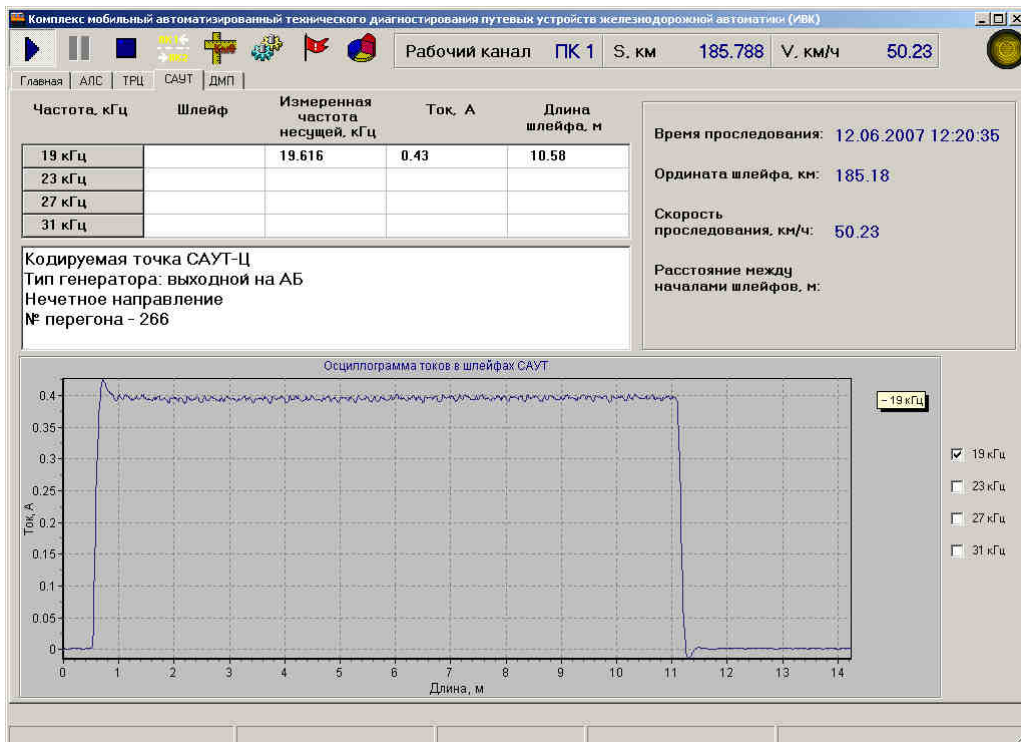 Комплекс мобильный автоматизированный технического диагностирования путевых устройств железнодорожной автоматики (ИВК)
Рабочий канал ПК 1 S, км 185.788 V, км/ч 50.23
Главная АЛС ТРЦ САУТ ДМП
Частота, кГц Шлейф Измеренная частота несущей, кГц Ток, А Длина шлейфа, м
19 кГц 19.616 0.43 10.58
23 кГц
27 кГц
31 кГц
Время проследования: 12.06.2007 12:20:35
Ордината шлейфа, км: 185.18
Скорость
проследования, км/ч: 50.23
Расстояние между
началами шлейфов, м:
Кодируемая точка САУТ-Ц
Тип генератора: выходной на АБ
Нечетное направление
№ перегона - 266
Осциллограмма токов в шлейфах САУТ
Ток, А
0.4
0.35
0.3
0.25
0.2
0.15
0.1
0.05
0
0 1 2 3 4 5 6 7 8 9 10 11 12 13 14
Длина, м
19 кГц
19 кГц
23 кГц
27 кГц
31 кГц